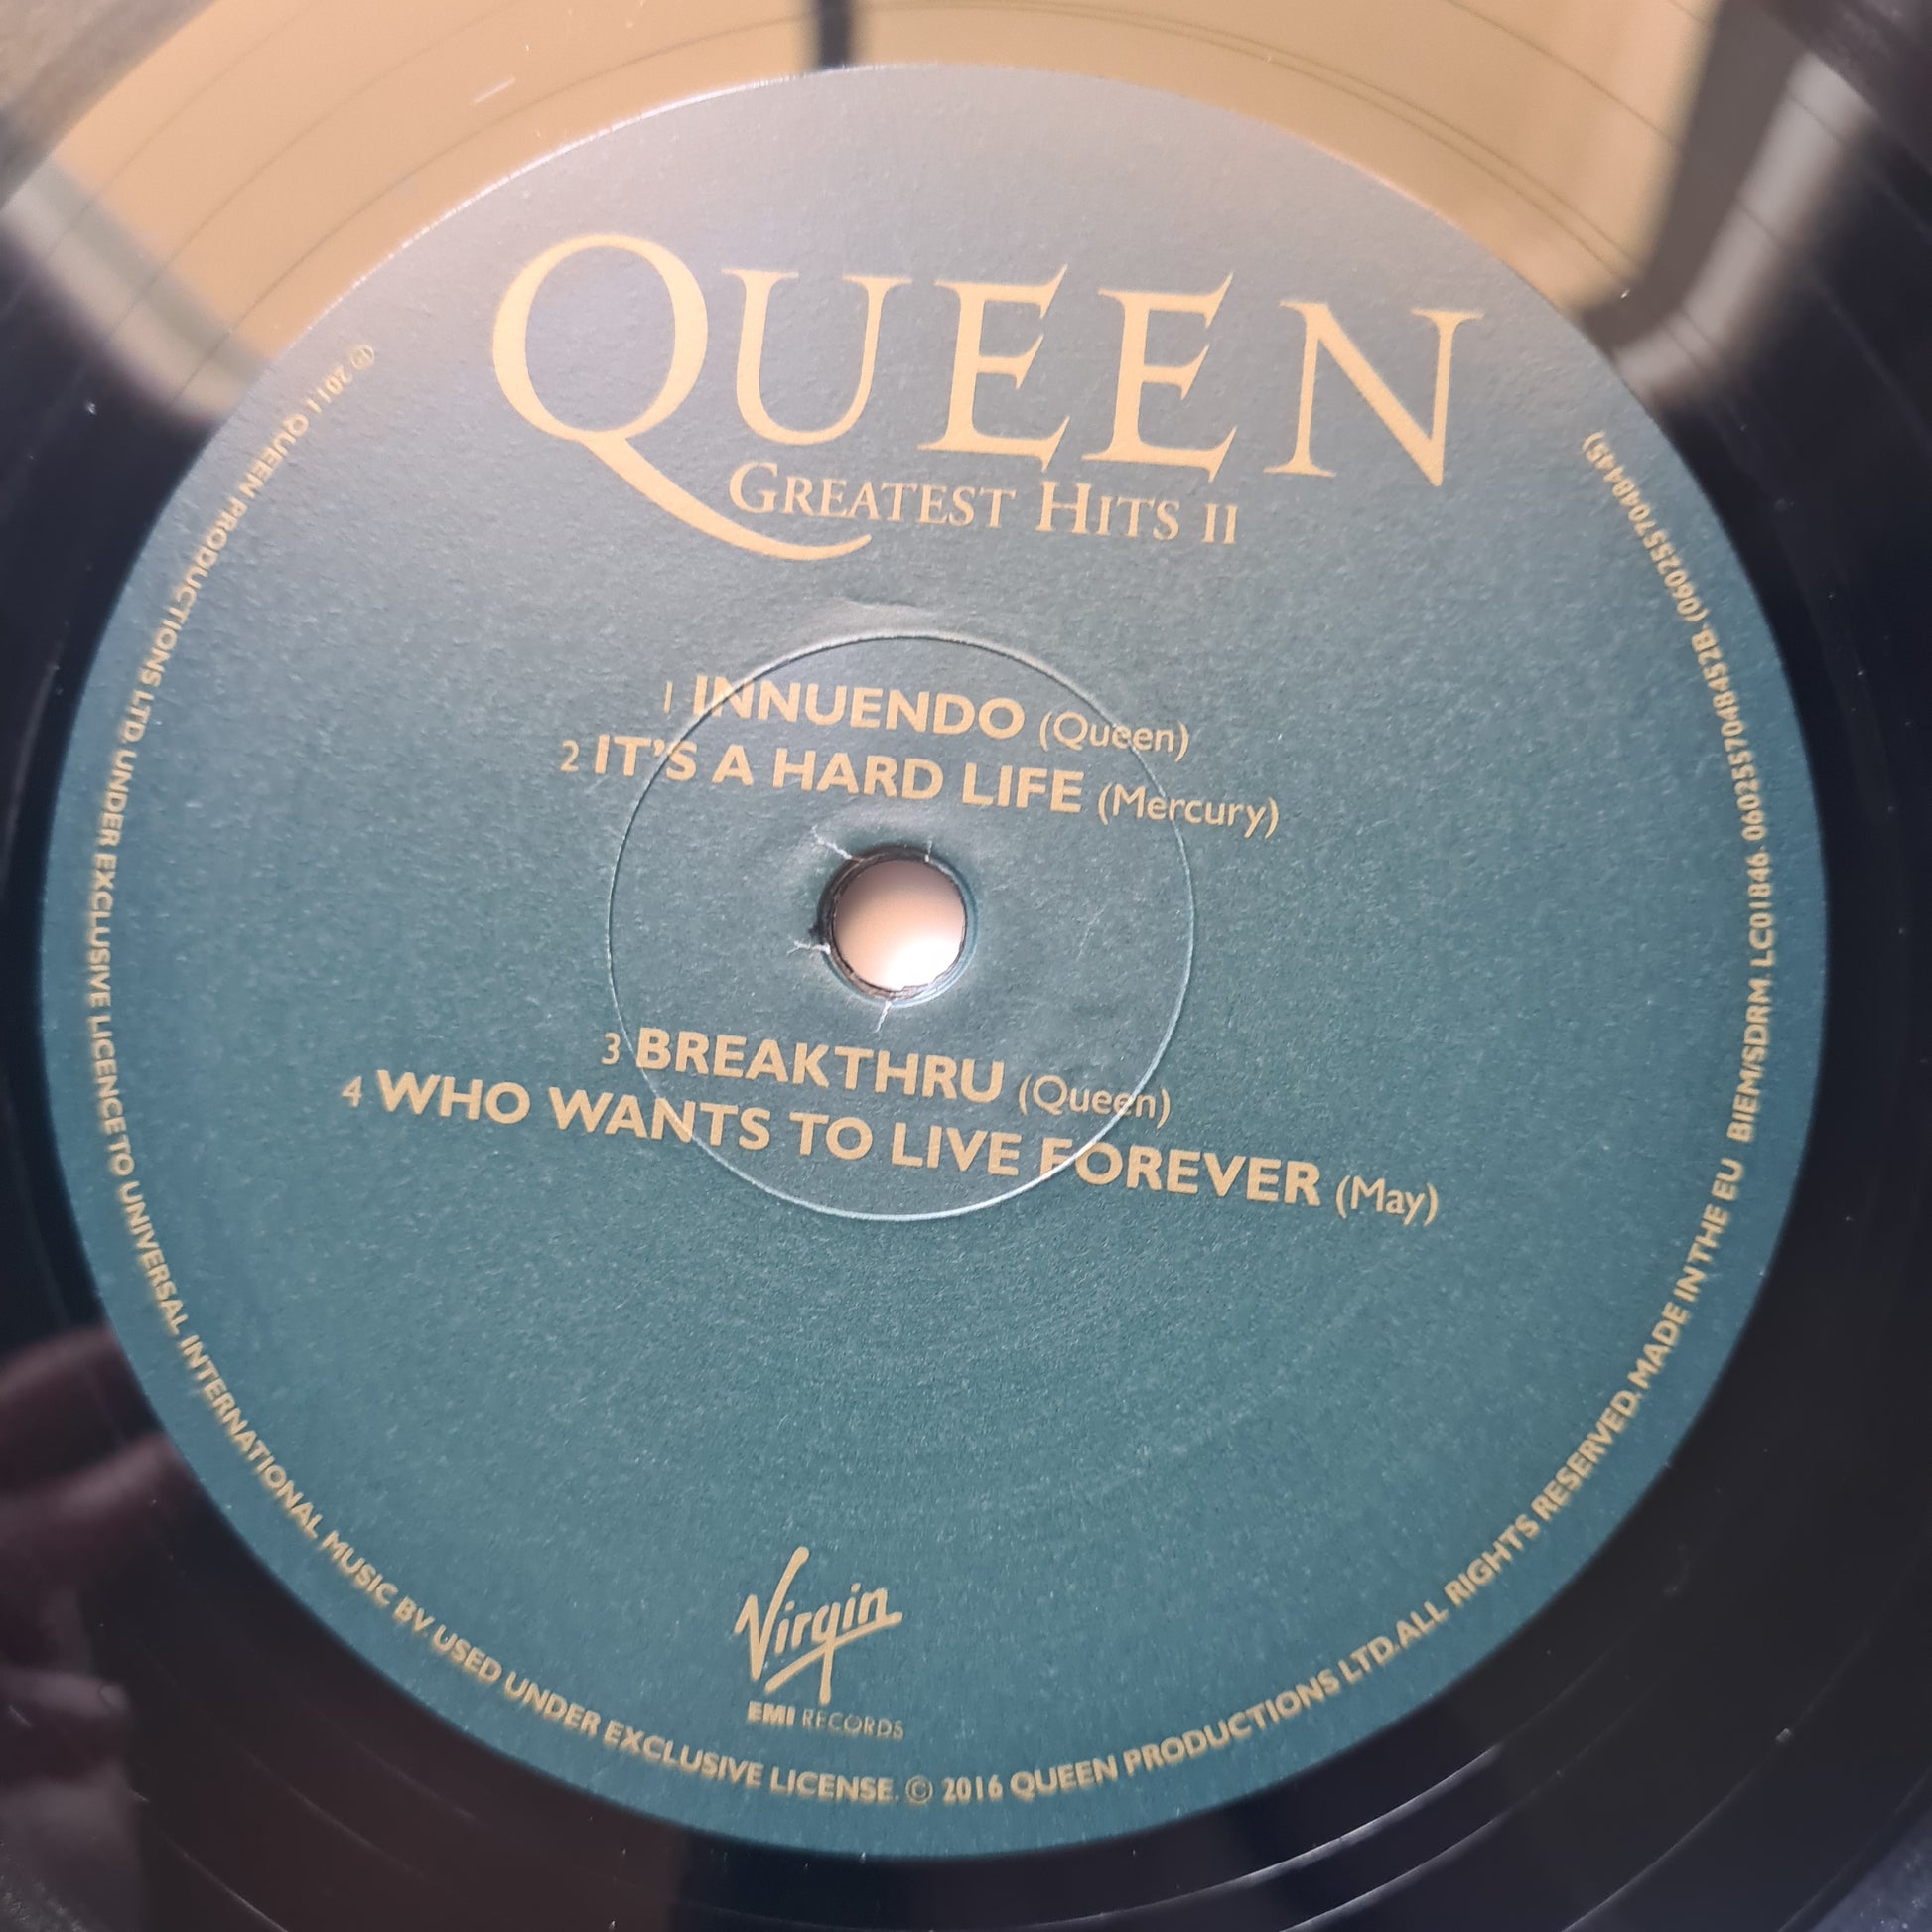 QUEEN
GREATEST HITS II
1 INNUENDO (Queen)
2 IT'S A HARD LIFE (Mercury)
3 BREAKTHRU (Queen)
4 WHO WANTS TO LIVE FOREVER (May)
Virgin
EMI RECORDS
℗ 2011 QUEEN PRODUCTIONS LTD UNDER EXCLUSIVE LICENCE TO UNIVERSAL INTERNATIONAL MUSIC BV. USED UNDER EXCLUSIVE LICENSE. © 2016 QUEEN PRODUCTIONS LTD. ALL RIGHTS RESERVED. MADE IN THE EU BIEM/SDRM. LC01846. 0602557048452B. (0602557048445)